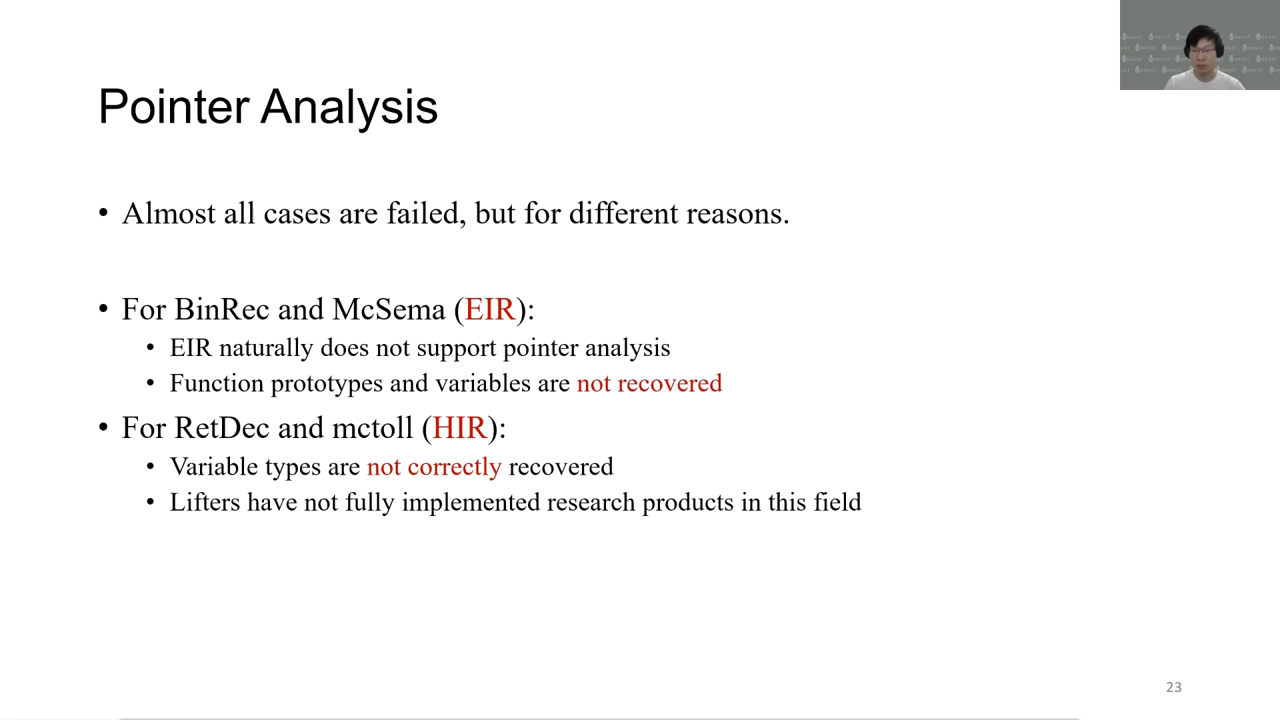 Pointer Analysis
• Almost all cases are failed, but for different reasons.
• For BinRec and McSema (EIR):
• EIR naturally does not support pointer analysis
• Function prototypes and variables are not recovered
• For RetDec and mctoll (HIR):
• Variable types are not correctly recovered
• Lifters have not fully implemented research products in this field
23